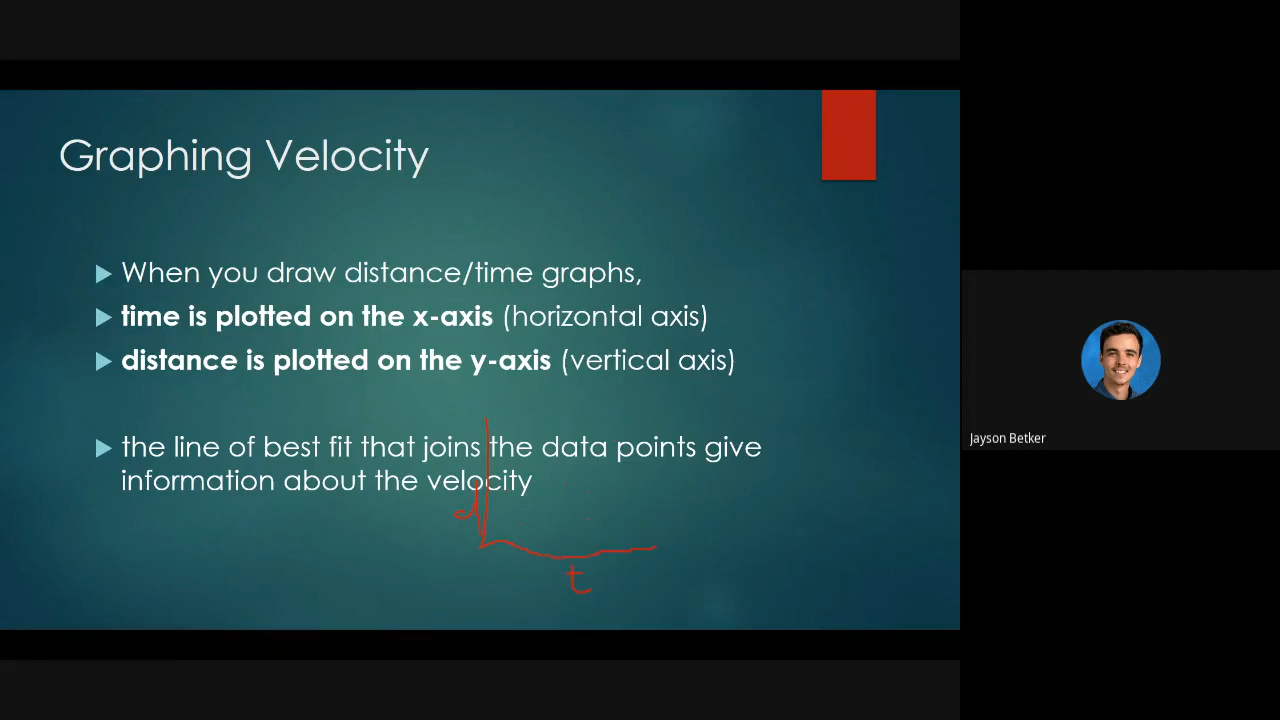 Graphing Velocity
When you draw distance/time graphs,
time is plotted on the x-axis (horizontal axis)
distance is plotted on the y-axis (vertical axis)
the line of best fit that joins the data points give
information about the velocity
d
t
Jayson Betker